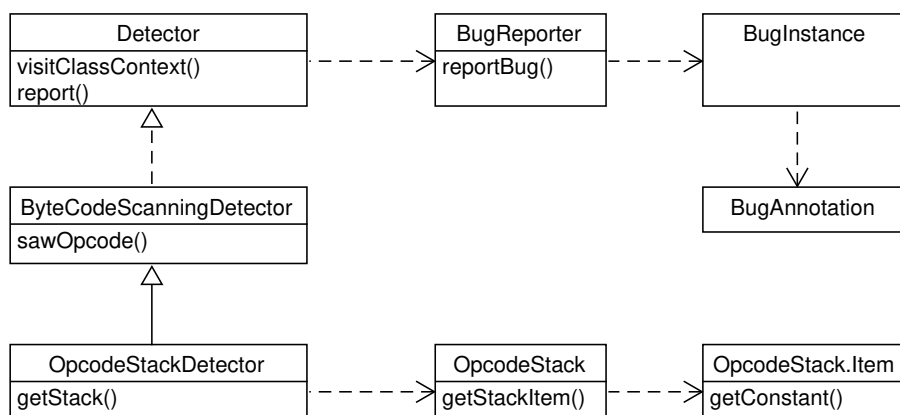 Detector
visitClassContext()
report()
BugReporter
reportBug()
BugInstance
ByteCodeScanningDetector
sawOpcode()
BugAnnotation
OpcodeStackDetector
getStack()
OpcodeStack
getStackItem()
OpcodeStack.Item
getConstant()